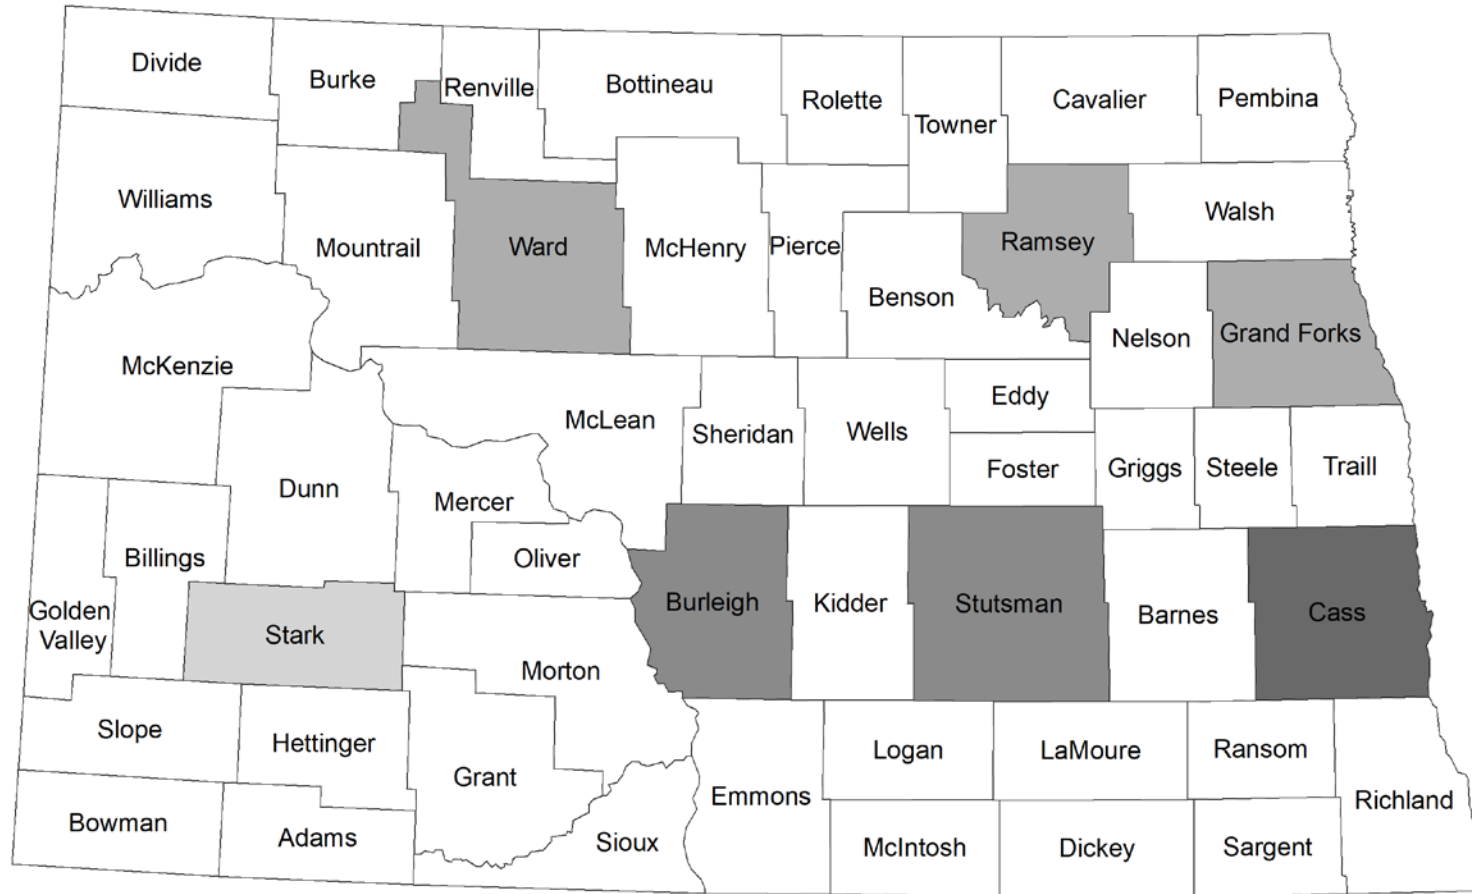 Divide
Burke
Renville
Bottineau
Rolette
Towner
Cavalier
Pembina
Williams
Mountrail
Ward
McHenry
Pierce
Benson
Ramsey
Walsh
Nelson
Grand Forks
McKenzie
McLean
Sheridan
Wells
Eddy
Foster
Griggs
Steele
Traill
Dunn
Mercer
Oliver
Billings
Golden
Valley
Stark
Morton
Burleigh
Kidder
Stutsman
Barnes
Cass
Slope
Hettinger
Grant
Logan
LaMoure
Ransom
Emmons
Richland
Bowman
Adams
Sioux
McIntosh
Dickey
Sargent